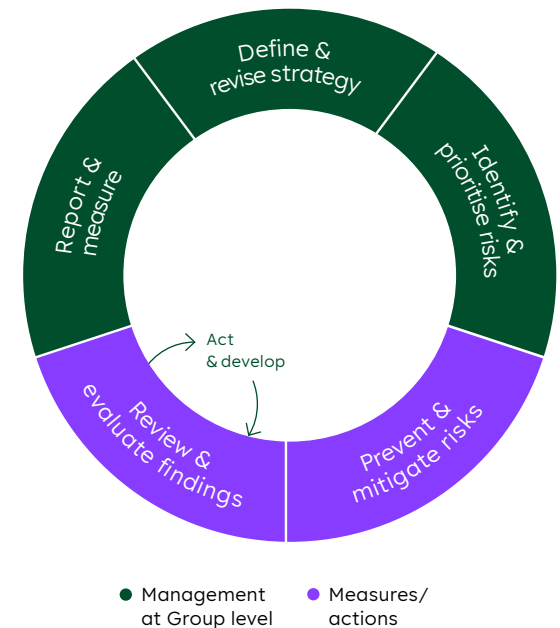 Define &
revise strategy
Identify &
prioritise risks
Prevent &
mitigate risks
Review &
evaluate findings
Report &
measure
Act
& develop
Management
at Group level
Measures/
actions